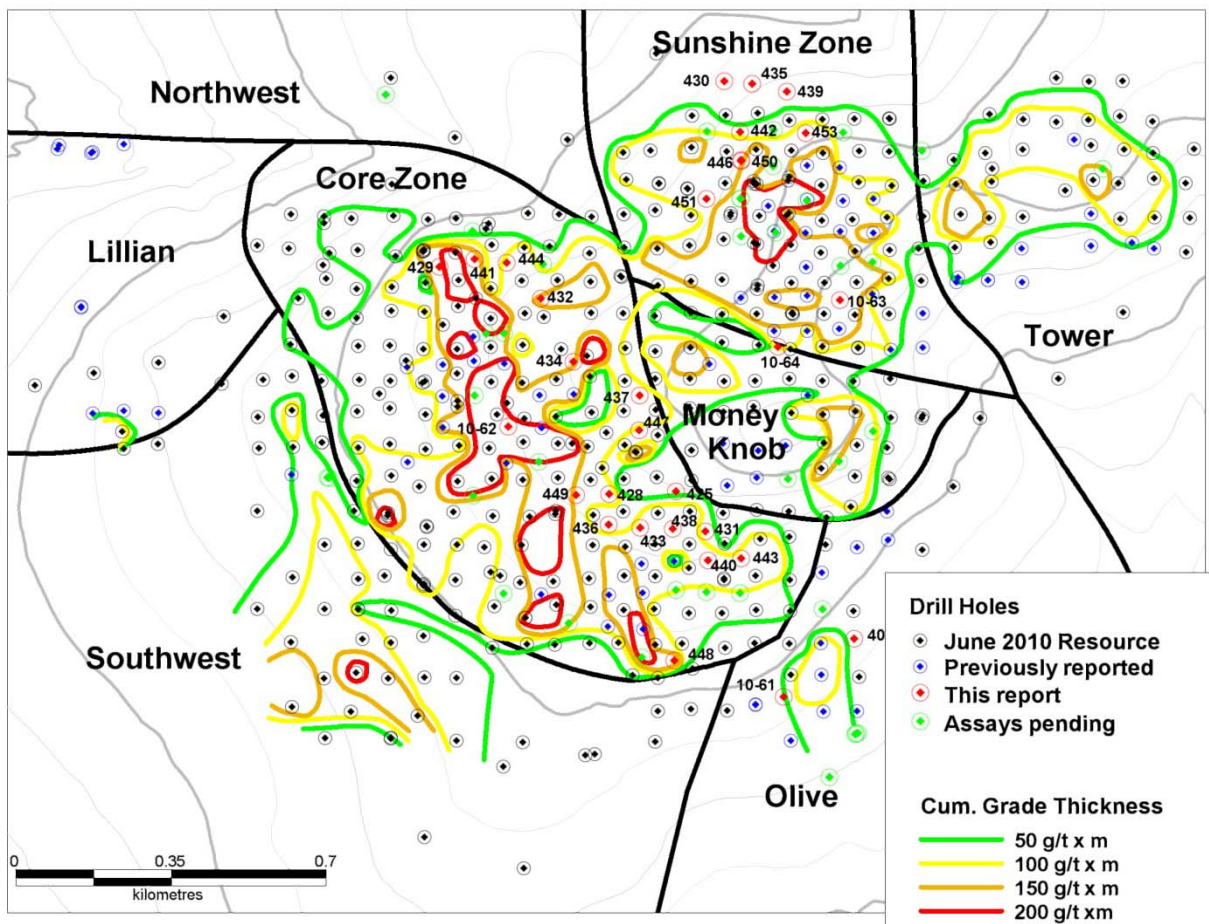 Sunshine Zone
430
435
439
Northwest
442
453
446
450
Core Zone
451
Lillian
429
441
444
432
10-63
Tower
434
10-64
437
Money
Knob
10-62
447
449
428
425
436
433
438
431
440
443
Southwest
448
10-61
40
Olive
Drill Holes
June 2010 Resource
Previously reported
This report
Assays pending
Cum. Grade Thickness
50 g/t x m
100 g/t x m
150 g/t x m
200 g/t xm
0 0.35 0.7
kilometres